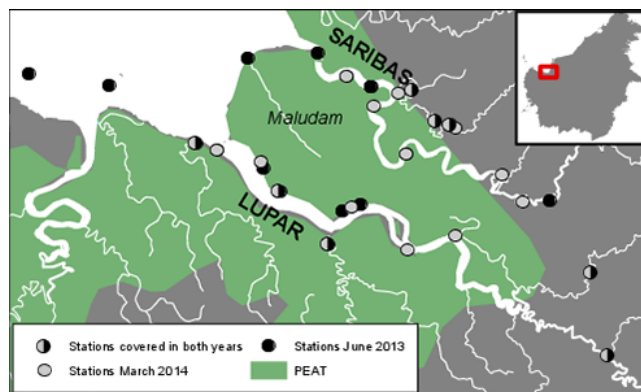 SARIBAS
Maludam
LUPAR
Stations covered in both years
Stations June 2013
Stations March 2014
PEAT